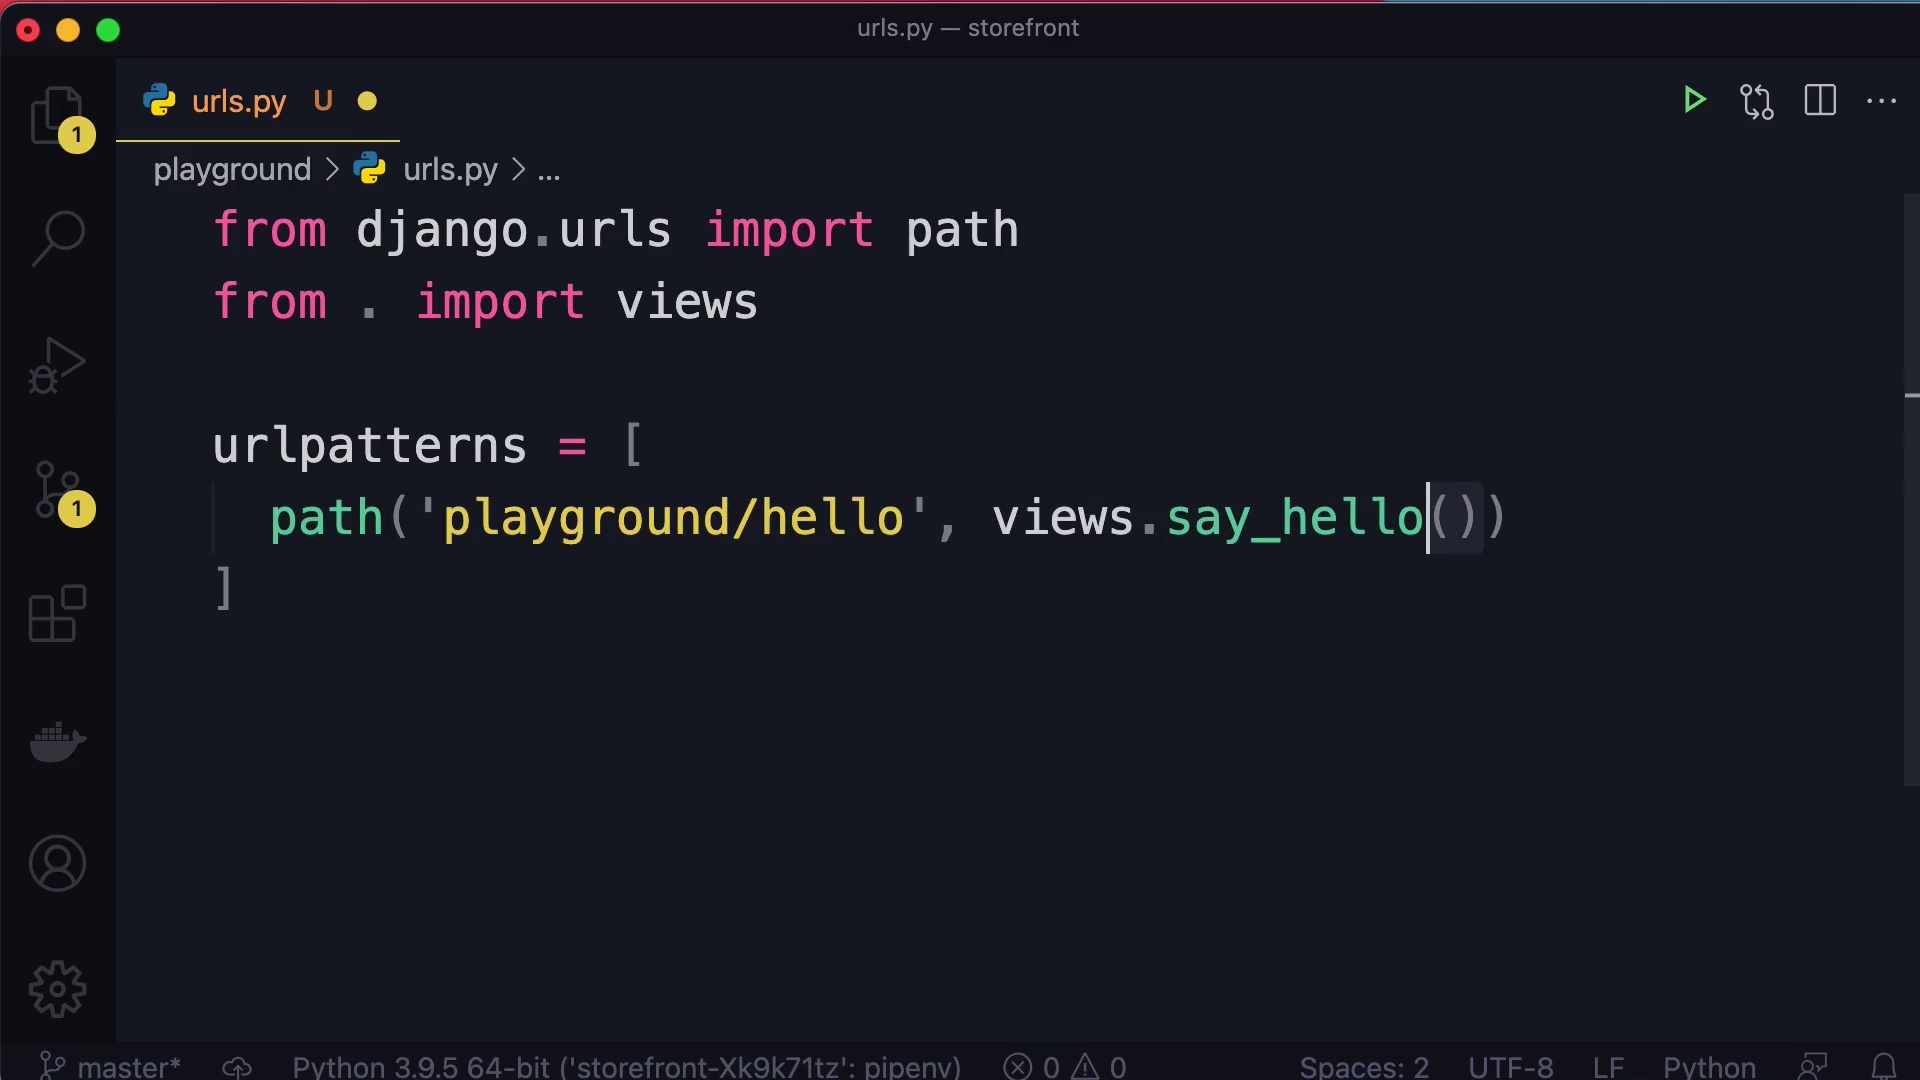 urls.py — storefront
urls.py U
1
playground > urls.py > ...
from django.urls import path
from . import views
urlpatterns = [
path('playground/hello', views.say_hello())
]
1
master* Python 3.9.5 64-bit ('storefront-Xk9k71tz': pipenv) 0 0 Spaces: 2 UTF-8 LF Python